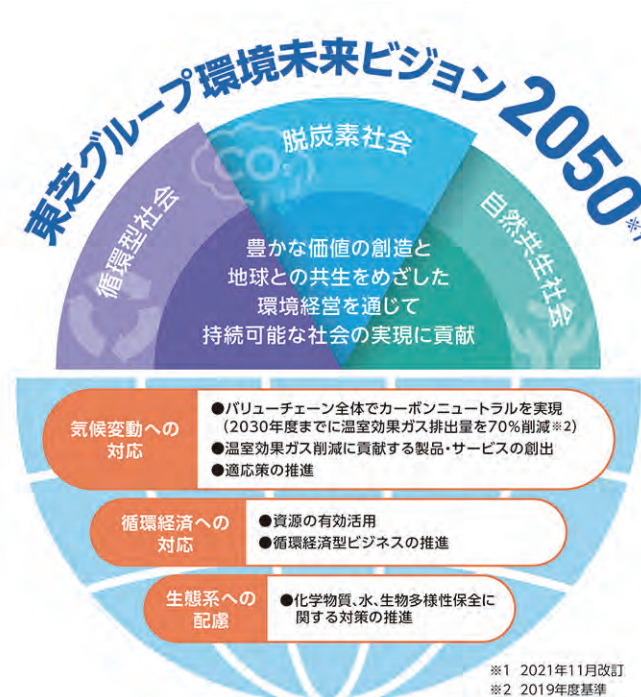 東芝グループ環境未来ビジョン2050※1
脱炭素社会
CO₂
循環型社会
自然共生社会
豊かな価値の創造と
地球との共生をめざした
環境経営を通じて
持続可能な社会の実現に貢献
気候変動への
対応
●バリューチェーン全体でカーボンニュートラルを実現
(2030年度までに温室効果ガス排出量を70%削減※2)
●温室効果ガス削減に貢献する製品・サービスの創出
●適応策の推進
循環経済への
対応
●資源の有効活用
●循環経済型ビジネスの推進
生態系への
配慮
●化学物質、水、生物多様性保全に
関する対策の推進
※1 2021年11月改訂
※2 2019年度基準